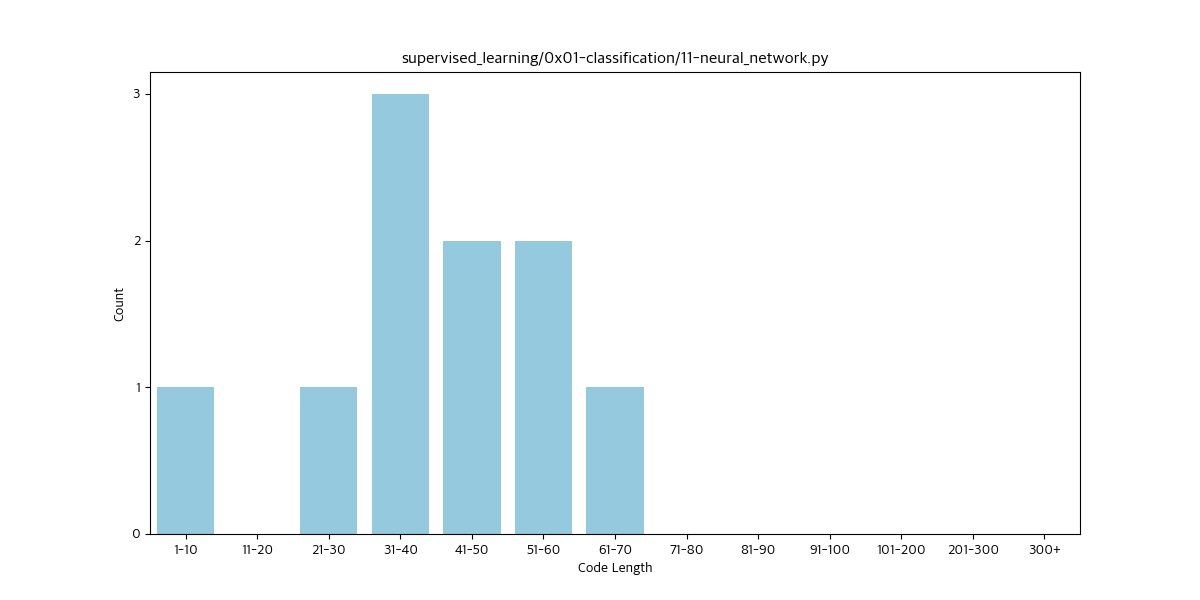 supervised_learning/0x01-classification/11-neural_network.py
3
2
1
0
Count
1-10 11-20 21-30 31-40 41-50 51-60 61-70 71-80 81-90 91-100 101-200 201-300 300+
Code Length